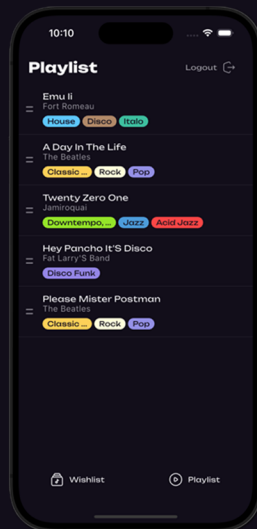 10:10
Playlist
Logout
Emu Ii
Fort Romeau
House Disco Italo
A Day In The Life
The Beatles
Classic ... Rock Pop
Twenty Zero One
Jamiroquai
Downtempo, ... Jazz Acid Jazz
Hey Pancho It'S Disco
Fat Larry'S Band
Disco Funk
Please Mister Postman
The Beatles
Classic ... Rock Pop
Wishlist
Playlist